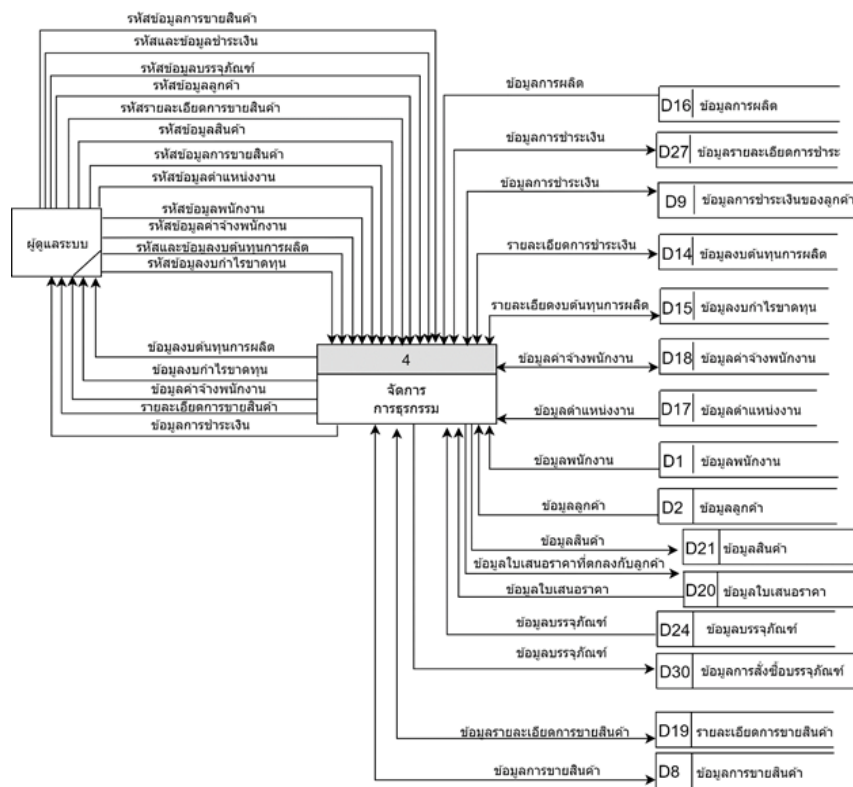 รหัสข้อมูลการขายสินค้า
รหัสและข้อมูลชำระเงิน
รหัสข้อมูลบรรจุภัณฑ์
รหัสข้อมูลลูกค้า
รหัสรายละเอียดการขายสินค้า
รหัสข้อมูลสินค้า
รหัสข้อมูลการขายสินค้า
รหัสข้อมูลตำแหน่งงาน
รหัสข้อมูลพนักงาน
รหัสข้อมูลค่าจ้างพนักงาน
รหัสและข้อมูลงบต้นทุนการผลิต
รหัสข้อมูลงบกำไรขาดทุน
ผู้ดูแลระบบ
ข้อมูลงบต้นทุนการผลิต
ข้อมูลงบกำไรขาดทุน
ข้อมูลค่าจ้างพนักงาน
รายละเอียดการขายสินค้า
ข้อมูลการชำระเงิน
4
จัดการ
การธุรกรรม
ข้อมูลการผลิต
D16 ข้อมูลการผลิต
ข้อมูลการชำระเงิน
D27 ข้อมูลรายละเอียดการชำระ
ข้อมูลการชำระเงิน
D9 ข้อมูลการชำระเงินของลูกค้า
รายละเอียดการชำระเงิน
D14 ข้อมูลงบต้นทุนการผลิต
รายละเอียดงบต้นทุนการผลิต
D15 ข้อมูลงบกำไรขาดทุน
ข้อมูลค่าจ้างพนักงาน
D18 ข้อมูลค่าจ้างพนักงาน
ข้อมูลตำแหน่งงาน
D17 ข้อมูลตำแหน่งงาน
ข้อมูลพนักงาน
D1 ข้อมูลพนักงาน
ข้อมูลลูกค้า
D2 ข้อมูลลูกค้า
ข้อมูลสินค้า
D21 ข้อมูลสินค้า
ข้อมูลใบเสนอราคาที่ตกลงกับลูกค้า
ข้อมูลใบเสนอราคา
D20 ข้อมูลใบเสนอราคา
ข้อมูลบรรจุภัณฑ์
D24 ข้อมูลบรรจุภัณฑ์
ข้อมูลบรรจุภัณฑ์
D30 ข้อมูลการสั่งซื้อบรรจุภัณฑ์
ข้อมูลรายละเอียดการขายสินค้า
D19 รายละเอียดการขายสินค้า
ข้อมูลการขายสินค้า
D8 ข้อมูลการขายสินค้า